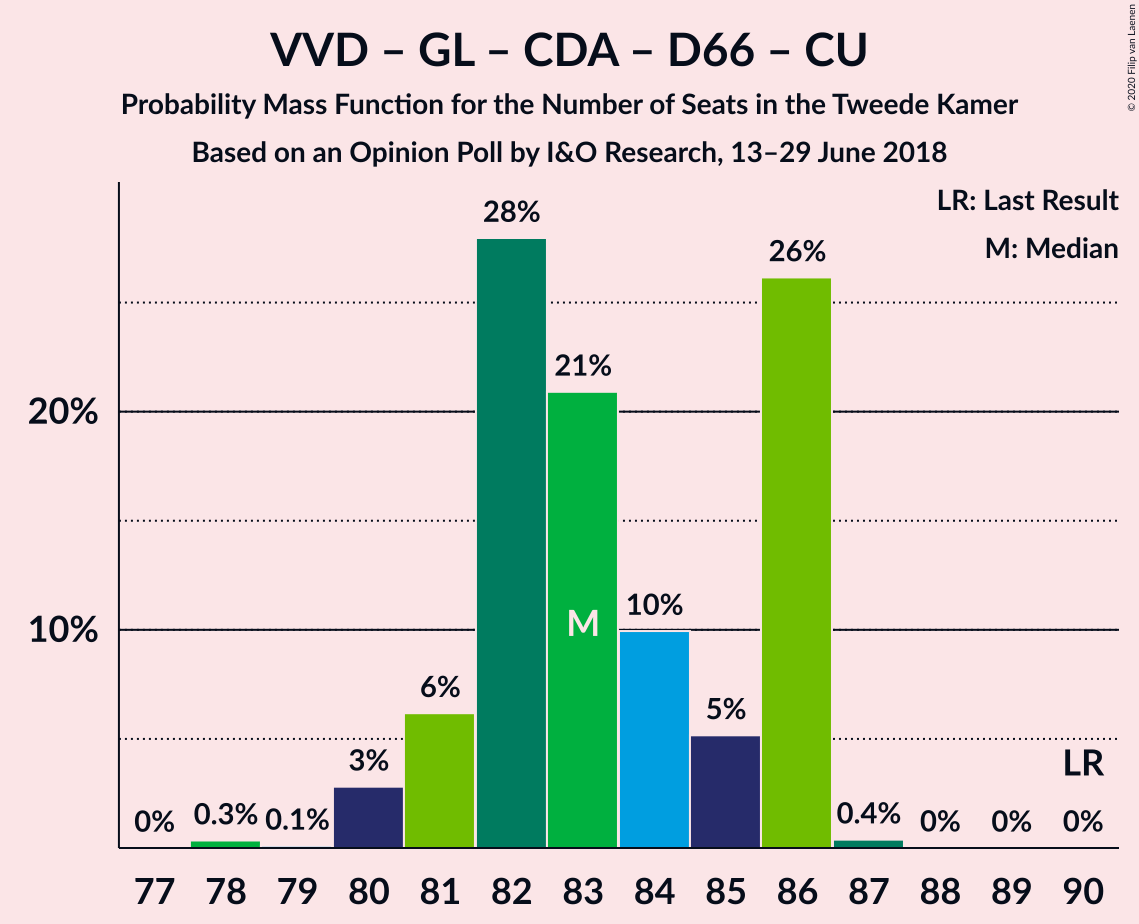 VVD – GL – CDA – D66 – CU
Probability Mass Function for the Number of Seats in the Tweede Kamer
Based on an Opinion Poll by I&O Research, 13–29 June 2018
© 2020 Filip van Laenen
LR: Last Result
M: Median
28%
26%
21%
20%
10%
M
10%
6%
5%
3%
LR
0%
0.3%
0.1%
0.4%
0%
0%
0%
77 78 79 80 81 82 83 84 85 86 87 88 89 90